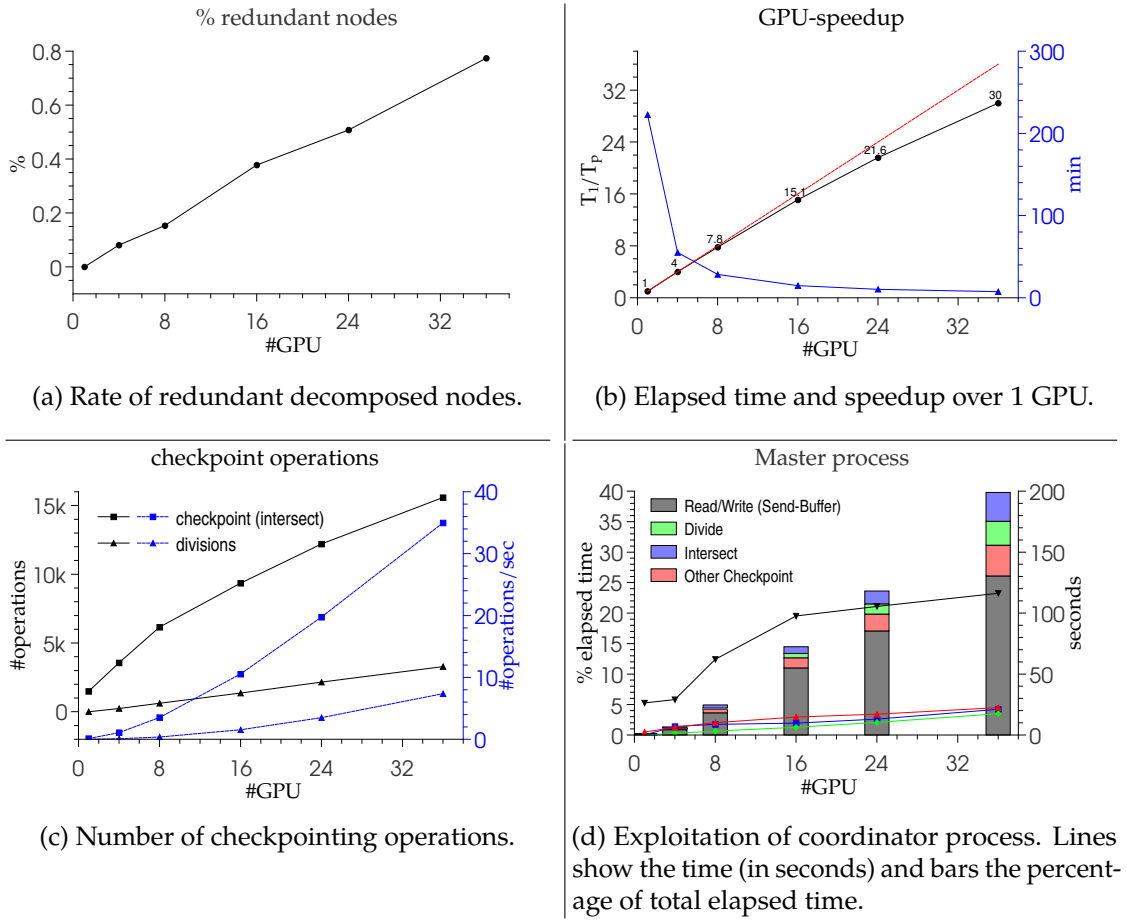 % redundant nodes
0.8
0.6
0.4
0.2
0
%
0
8
16
24
32
#GPU
(a) Rate of redundant decomposed nodes.
GPU-speedup
32
24
16
8
0
T1/Tp
300
200
100
0
min
1
4
7.8
15.1
21.6
30
0
8
16
24
32
#GPU
(b) Elapsed time and speedup over 1 GPU.
checkpoint operations
15k
10k
5k
0
#operations
40
30
20
10
0
#operations/sec
checkpoint (intersect)
divisions
0
8
16
24
32
#GPU
(c) Number of checkpointing operations.
Master process
40
35
30
25
20
15
10
5
0
% elapsed time
200
150
100
50
0
seconds
Read/Write (Send-Buffer)
Divide
Intersect
Other Checkpoint
0
8
16
24
32
#GPU
(d) Exploitation of coordinator process. Lines
show the time (in seconds) and bars the percent-
age of total elapsed time.